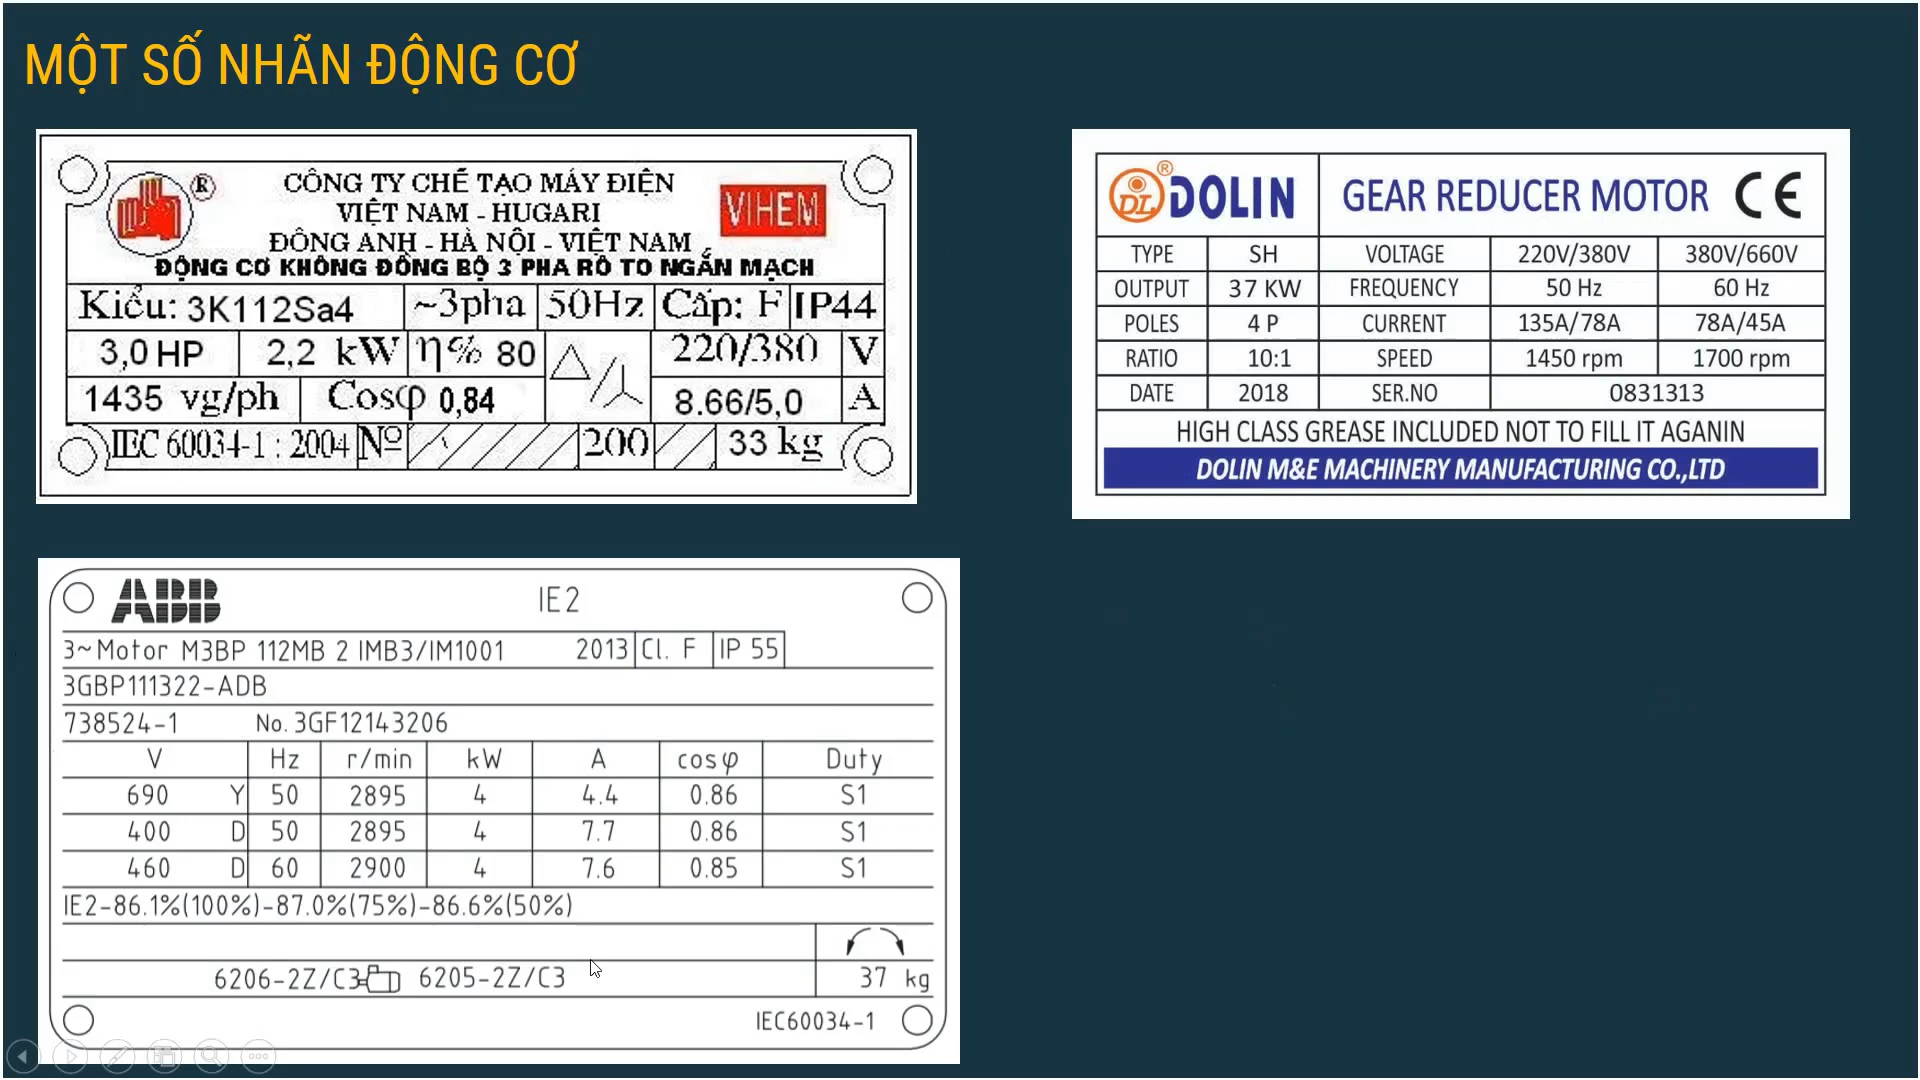 MỘT SỐ NHÃN ĐỘNG CƠ
®
CÔNG TY CHẾ TẠO MÁY ĐIỆN
VIỆT NAM - HUGARI
VIHEM
ĐÔNG ANH - HÀ NỘI - VIỆT NAM
ĐỘNG CƠ KHÔNG ĐỒNG BỘ 3 PHA RÔ TO NGẮN MẠCH
Kiểu: 3K112Sa4 ~3pha 50Hz Cấp: F IP44
3,0 HP 2,2 kW η% 80 △/Y 220/380 V
1435 vg/ph Cosφ 0,84 8.66/5,0 A
IEC 60034-1 : 2004 Nº 200 33 kg
DL ® DOLIN GEAR REDUCER MOTOR CE
TYPE SH VOLTAGE 220V/380V 380V/660V
OUTPUT 37 KW FREQUENCY 50 Hz 60 Hz
POLES 4 P CURRENT 135A/78A 78A/45A
RATIO 10:1 SPEED 1450 rpm 1700 rpm
DATE 2018 SER.NO 0831313
HIGH CLASS GREASE INCLUDED NOT TO FILL IT AGANIN
DOLIN M&E MACHINERY MANUFACTURING CO.,LTD
ABB IE2
3~Motor M3BP 112MB 2 IMB3/IM1001 2013 Cl. F IP 55
3GBP111322-ADB
738524-1 No. 3GF12143206
V Hz r/min kW A cosφ Duty
690 Y 50 2895 4 4.4 0.86 S1
400 D 50 2895 4 7.7 0.86 S1
460 D 60 2900 4 7.6 0.85 S1
IE2-86.1%(100%)-87.0%(75%)-86.6%(50%)
6206-2Z/C3 6205-2Z/C3 37 kg
IEC60034-1